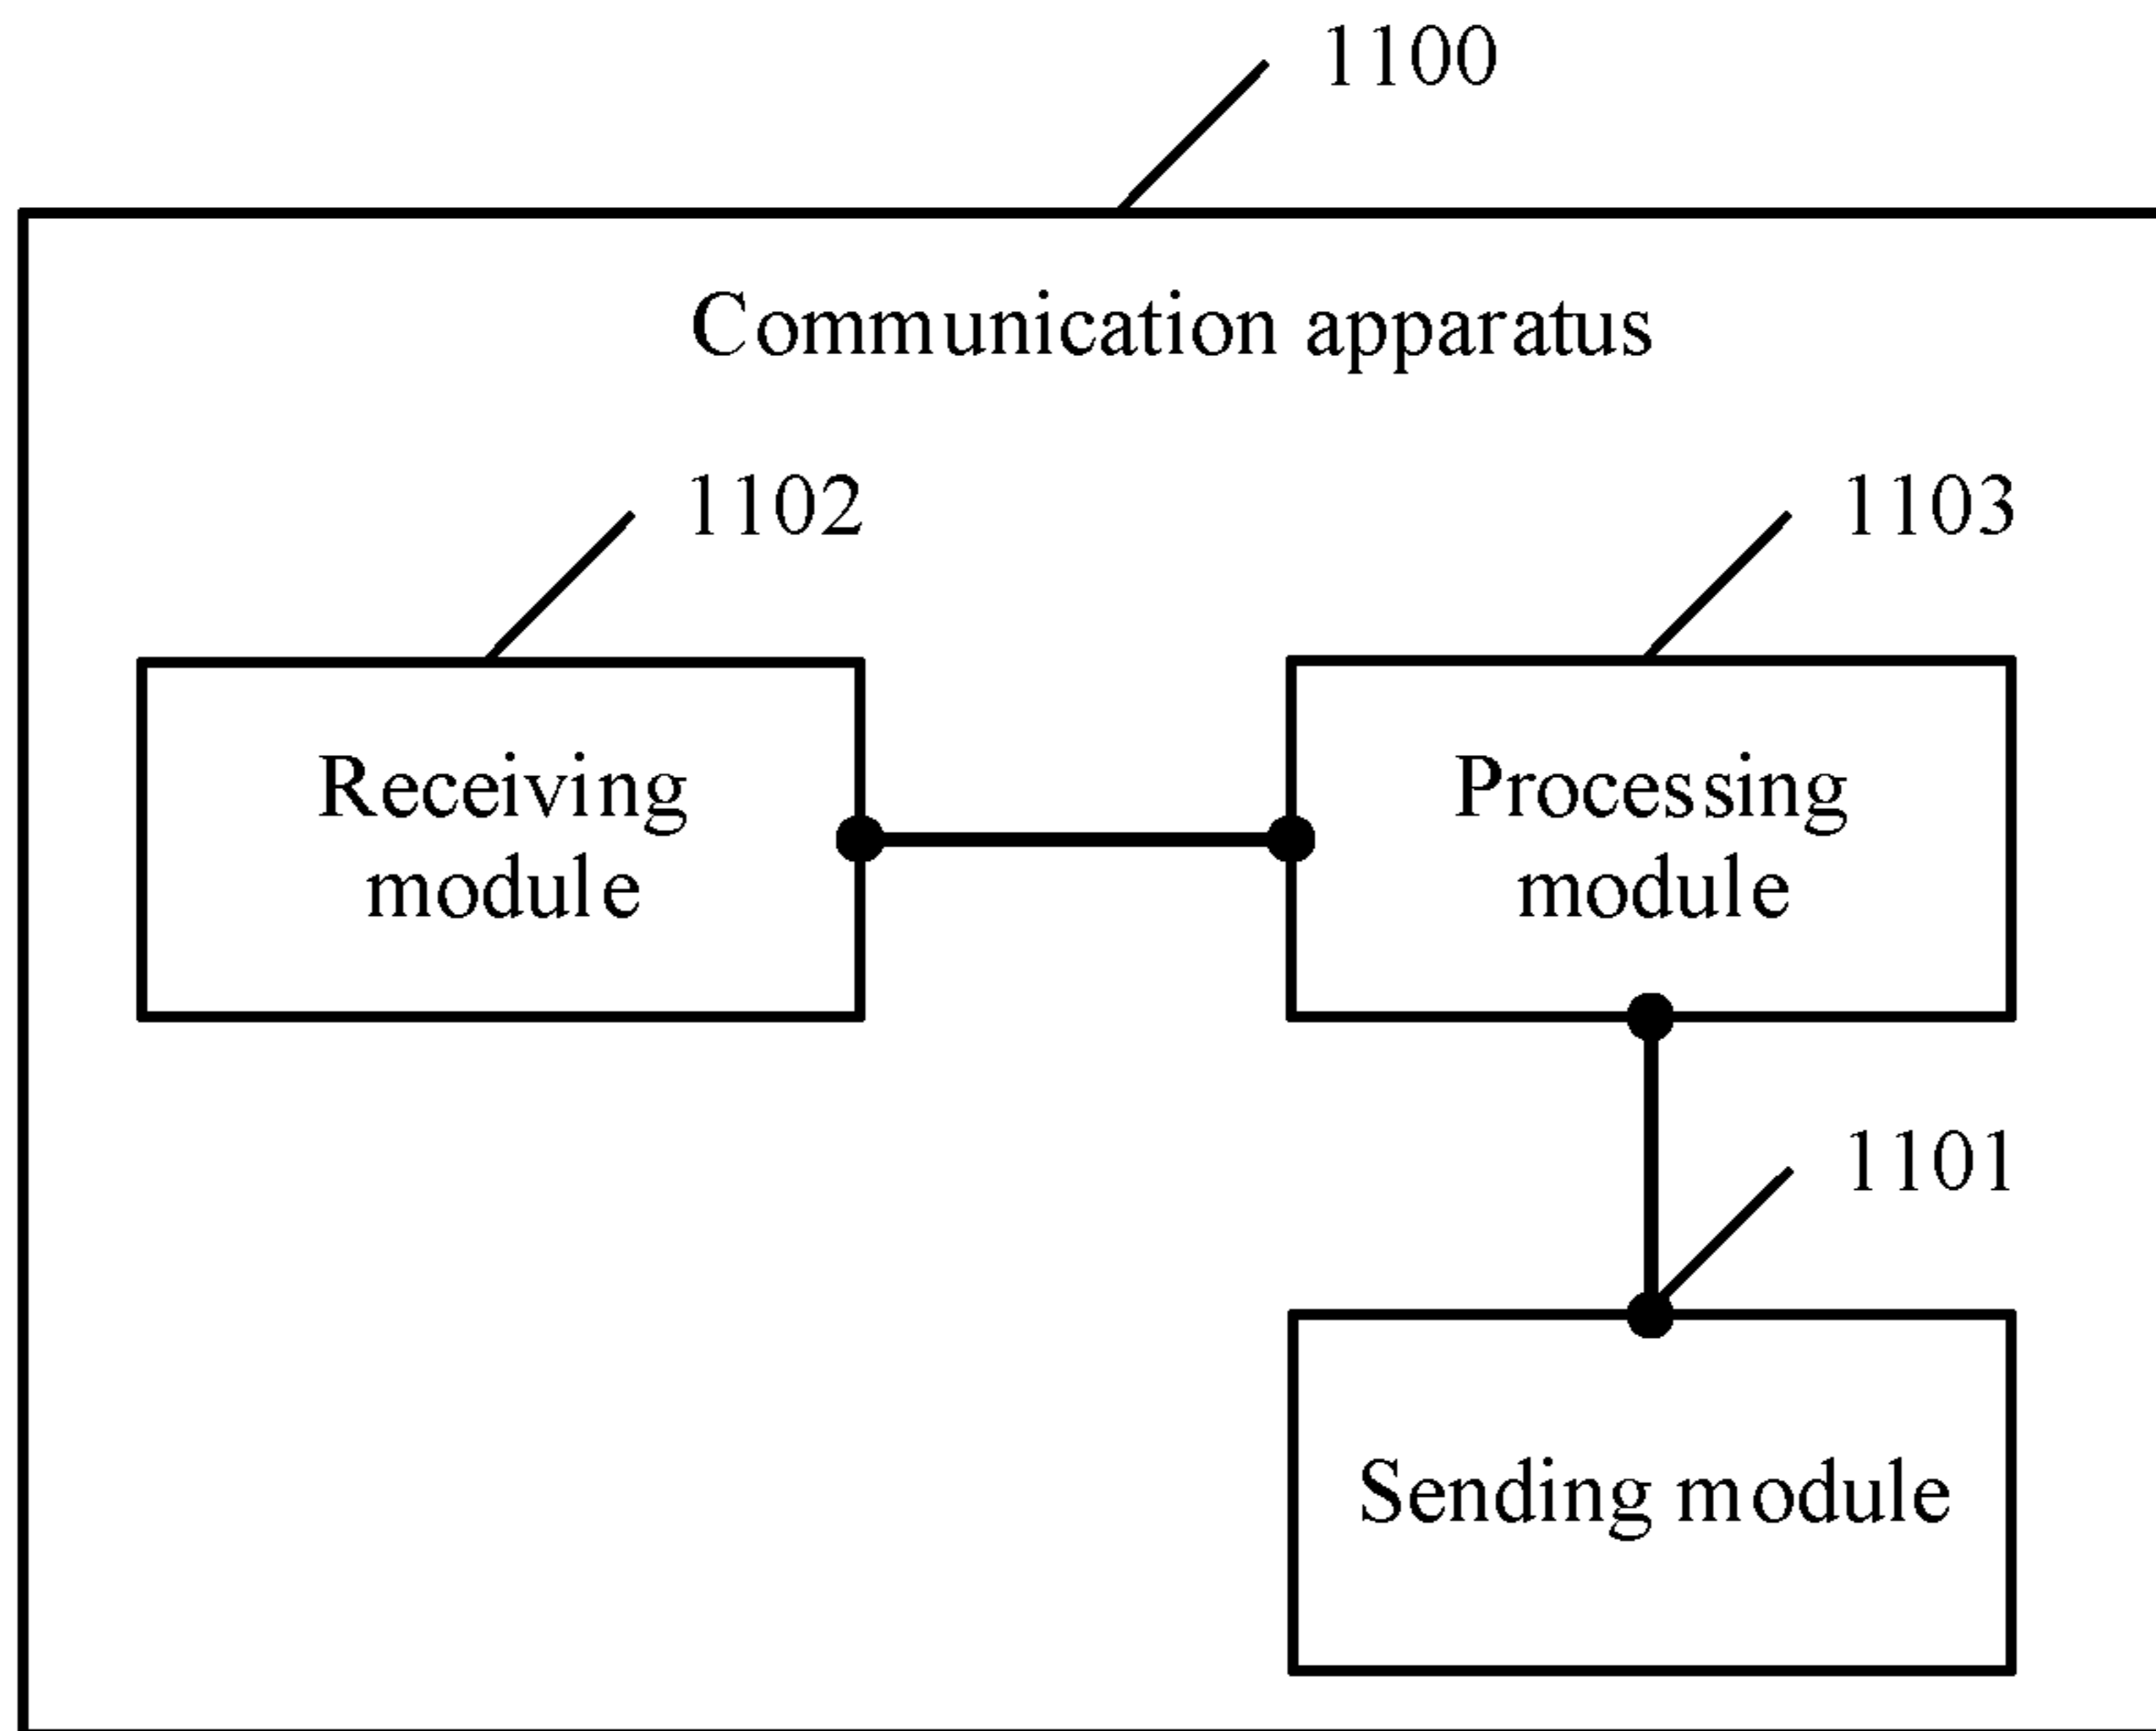 1100
Communication apparatus
1102
1103
Receiving
module
Processing
module
1101
Sending module